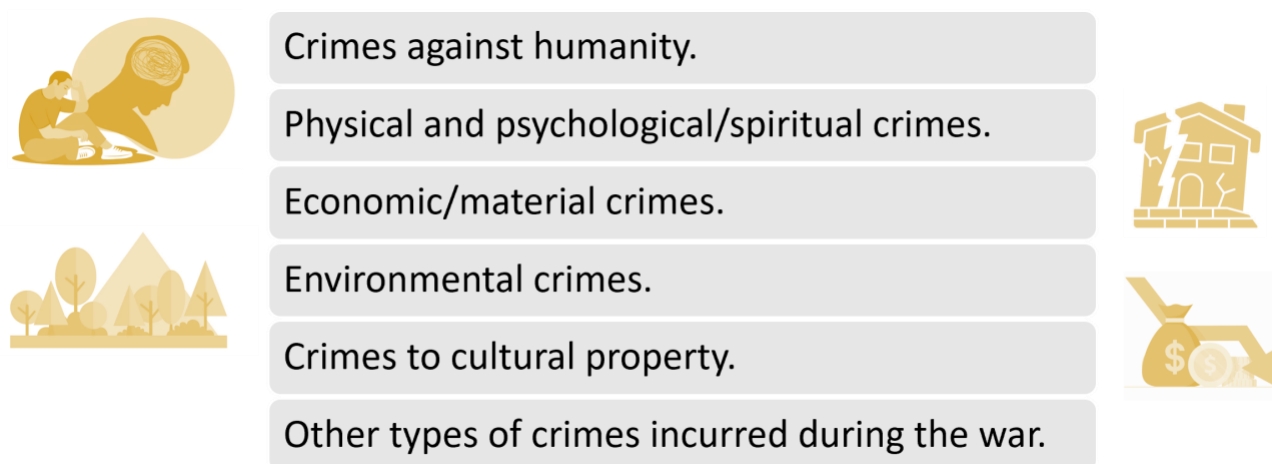 Crimes against humanity.
Physical and psychological/spiritual crimes.
Economic/material crimes.
Environmental crimes.
Crimes to cultural property.
Other types of crimes incurred during the war.
$
$